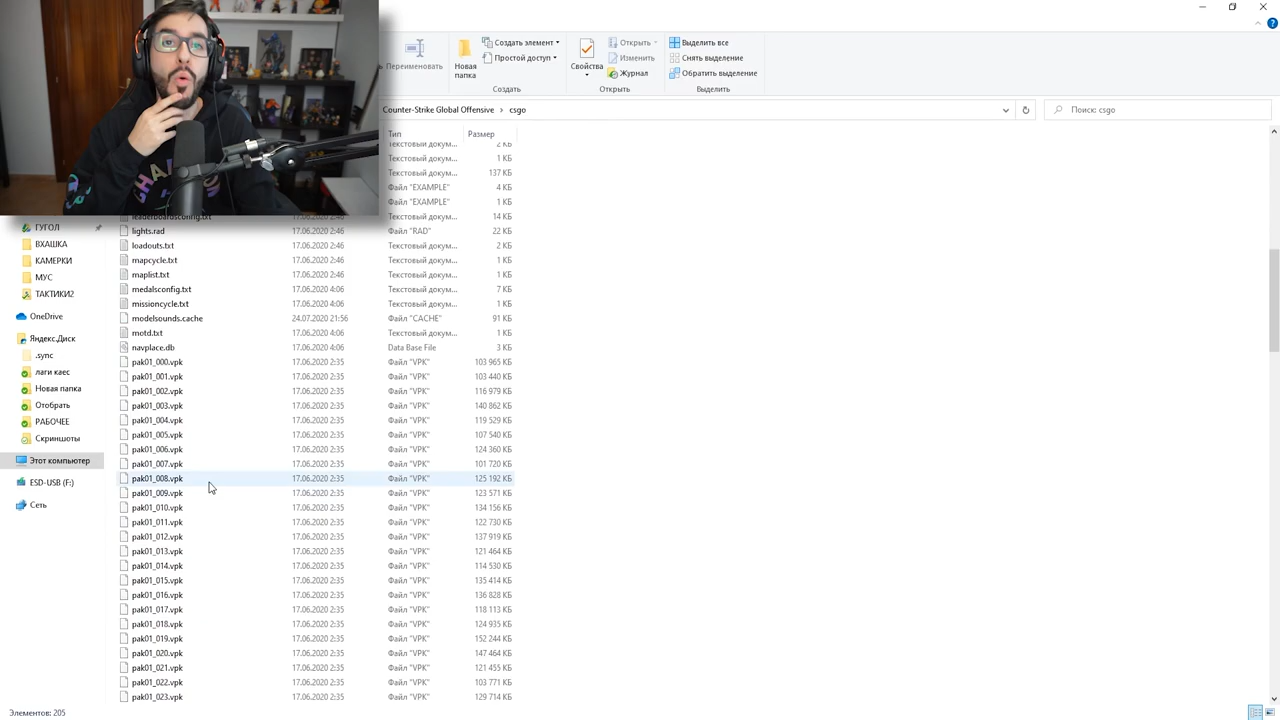 Переименовать
Новая папка
Создать элемент
Простой доступ
Создать
Свойства
Открыть
Изменить
Журнал
Открыть
Выделить все
Снять выделение
Обратить выделение
Выделить
Counter-Strike Global Offensive > csgo
Поиск: csgo
Тип Размер
Текстовый докум... 2 КБ
Текстовый докум... 1 КБ
Текстовый докум... 137 КБ
Файл "EXAMPLE" 4 КБ
Файл "EXAMPLE" 1 КБ
leaderboardsconfig.txt 17.06.2020 2:46 Текстовый докум... 14 КБ
lights.rad 17.06.2020 2:46 Файл "RAD" 22 КБ
loadouts.txt 17.06.2020 2:46 Текстовый докум... 2 КБ
mapcycle.txt 17.06.2020 2:46 Текстовый докум... 1 КБ
maplist.txt 17.06.2020 2:46 Текстовый докум... 1 КБ
medalsconfig.txt 17.06.2020 4:06 Текстовый докум... 7 КБ
missioncycle.txt 17.06.2020 4:06 Текстовый докум... 1 КБ
modelsounds.cache 24.07.2020 21:56 Файл "CACHE" 91 КБ
motd.txt 17.06.2020 4:06 Текстовый докум... 1 КБ
navplace.db 17.06.2020 4:06 Data Base File 3 КБ
pak01_000.vpk 17.06.2020 2:35 Файл "VPK" 103 965 КБ
pak01_001.vpk 17.06.2020 2:35 Файл "VPK" 103 440 КБ
pak01_002.vpk 17.06.2020 2:35 Файл "VPK" 116 979 КБ
pak01_003.vpk 17.06.2020 2:35 Файл "VPK" 140 862 КБ
pak01_004.vpk 17.06.2020 2:35 Файл "VPK" 119 529 КБ
pak01_005.vpk 17.06.2020 2:35 Файл "VPK" 107 540 КБ
pak01_006.vpk 17.06.2020 2:35 Файл "VPK" 124 360 КБ
pak01_007.vpk 17.06.2020 2:35 Файл "VPK" 101 720 КБ
pak01_008.vpk 17.06.2020 2:35 Файл "VPK" 125 192 КБ
pak01_009.vpk 17.06.2020 2:35 Файл "VPK" 123 571 КБ
pak01_010.vpk 17.06.2020 2:35 Файл "VPK" 134 156 КБ
pak01_011.vpk 17.06.2020 2:35 Файл "VPK" 122 730 КБ
pak01_012.vpk 17.06.2020 2:35 Файл "VPK" 137 919 КБ
pak01_013.vpk 17.06.2020 2:35 Файл "VPK" 121 464 КБ
pak01_014.vpk 17.06.2020 2:35 Файл "VPK" 114 530 КБ
pak01_015.vpk 17.06.2020 2:35 Файл "VPK" 135 414 КБ
pak01_016.vpk 17.06.2020 2:35 Файл "VPK" 136 828 КБ
pak01_017.vpk 17.06.2020 2:35 Файл "VPK" 118 113 КБ
pak01_018.vpk 17.06.2020 2:35 Файл "VPK" 124 935 КБ
pak01_019.vpk 17.06.2020 2:35 Файл "VPK" 152 244 КБ
pak01_020.vpk 17.06.2020 2:35 Файл "VPK" 147 464 КБ
pak01_021.vpk 17.06.2020 2:35 Файл "VPK" 121 455 КБ
pak01_022.vpk 17.06.2020 2:35 Файл "VPK" 103 771 КБ
pak01_023.vpk 17.06.2020 2:35 Файл "VPK" 129 714 КБ
ГУГОЛ
ВХАШКА
КАМЕРКИ
МУС
ТАКТИКИ2
OneDrive
Яндекс.Диск
.sync
лаги каес
Новая папка
Отобрать
РАБОЧЕЕ
Скриншоты
Этот компьютер
ESD-USB (F:)
Сеть
Элементов: 205